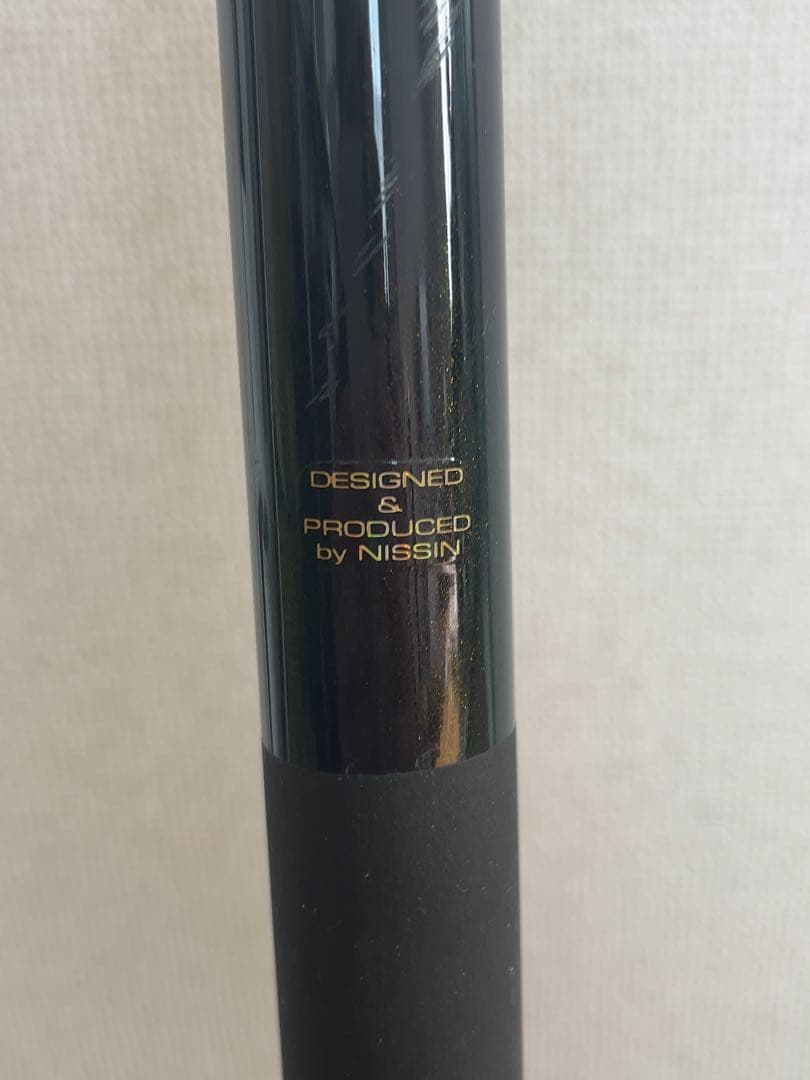 DESIGNED
&
PRODUCED
by NISSIN